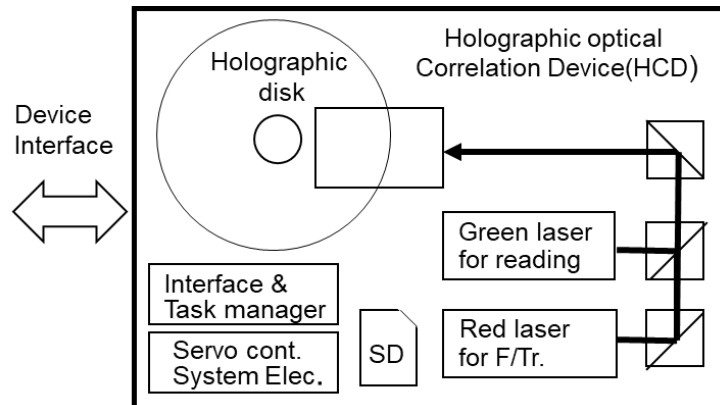 Holographic optical
Correlation Device(HCD)
Holographic
disk
Device
Interface
Green laser
for reading
Interface &
Task manager
Red laser
for F/Tr.
SD
Servo cont.
System Elec.